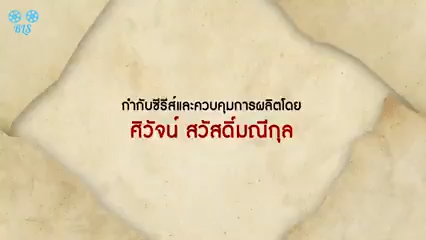 กำกับซีรีส์และควบคุมการผลิตโดย
ศิวัจน์ สวัสดิ์มณีกุล